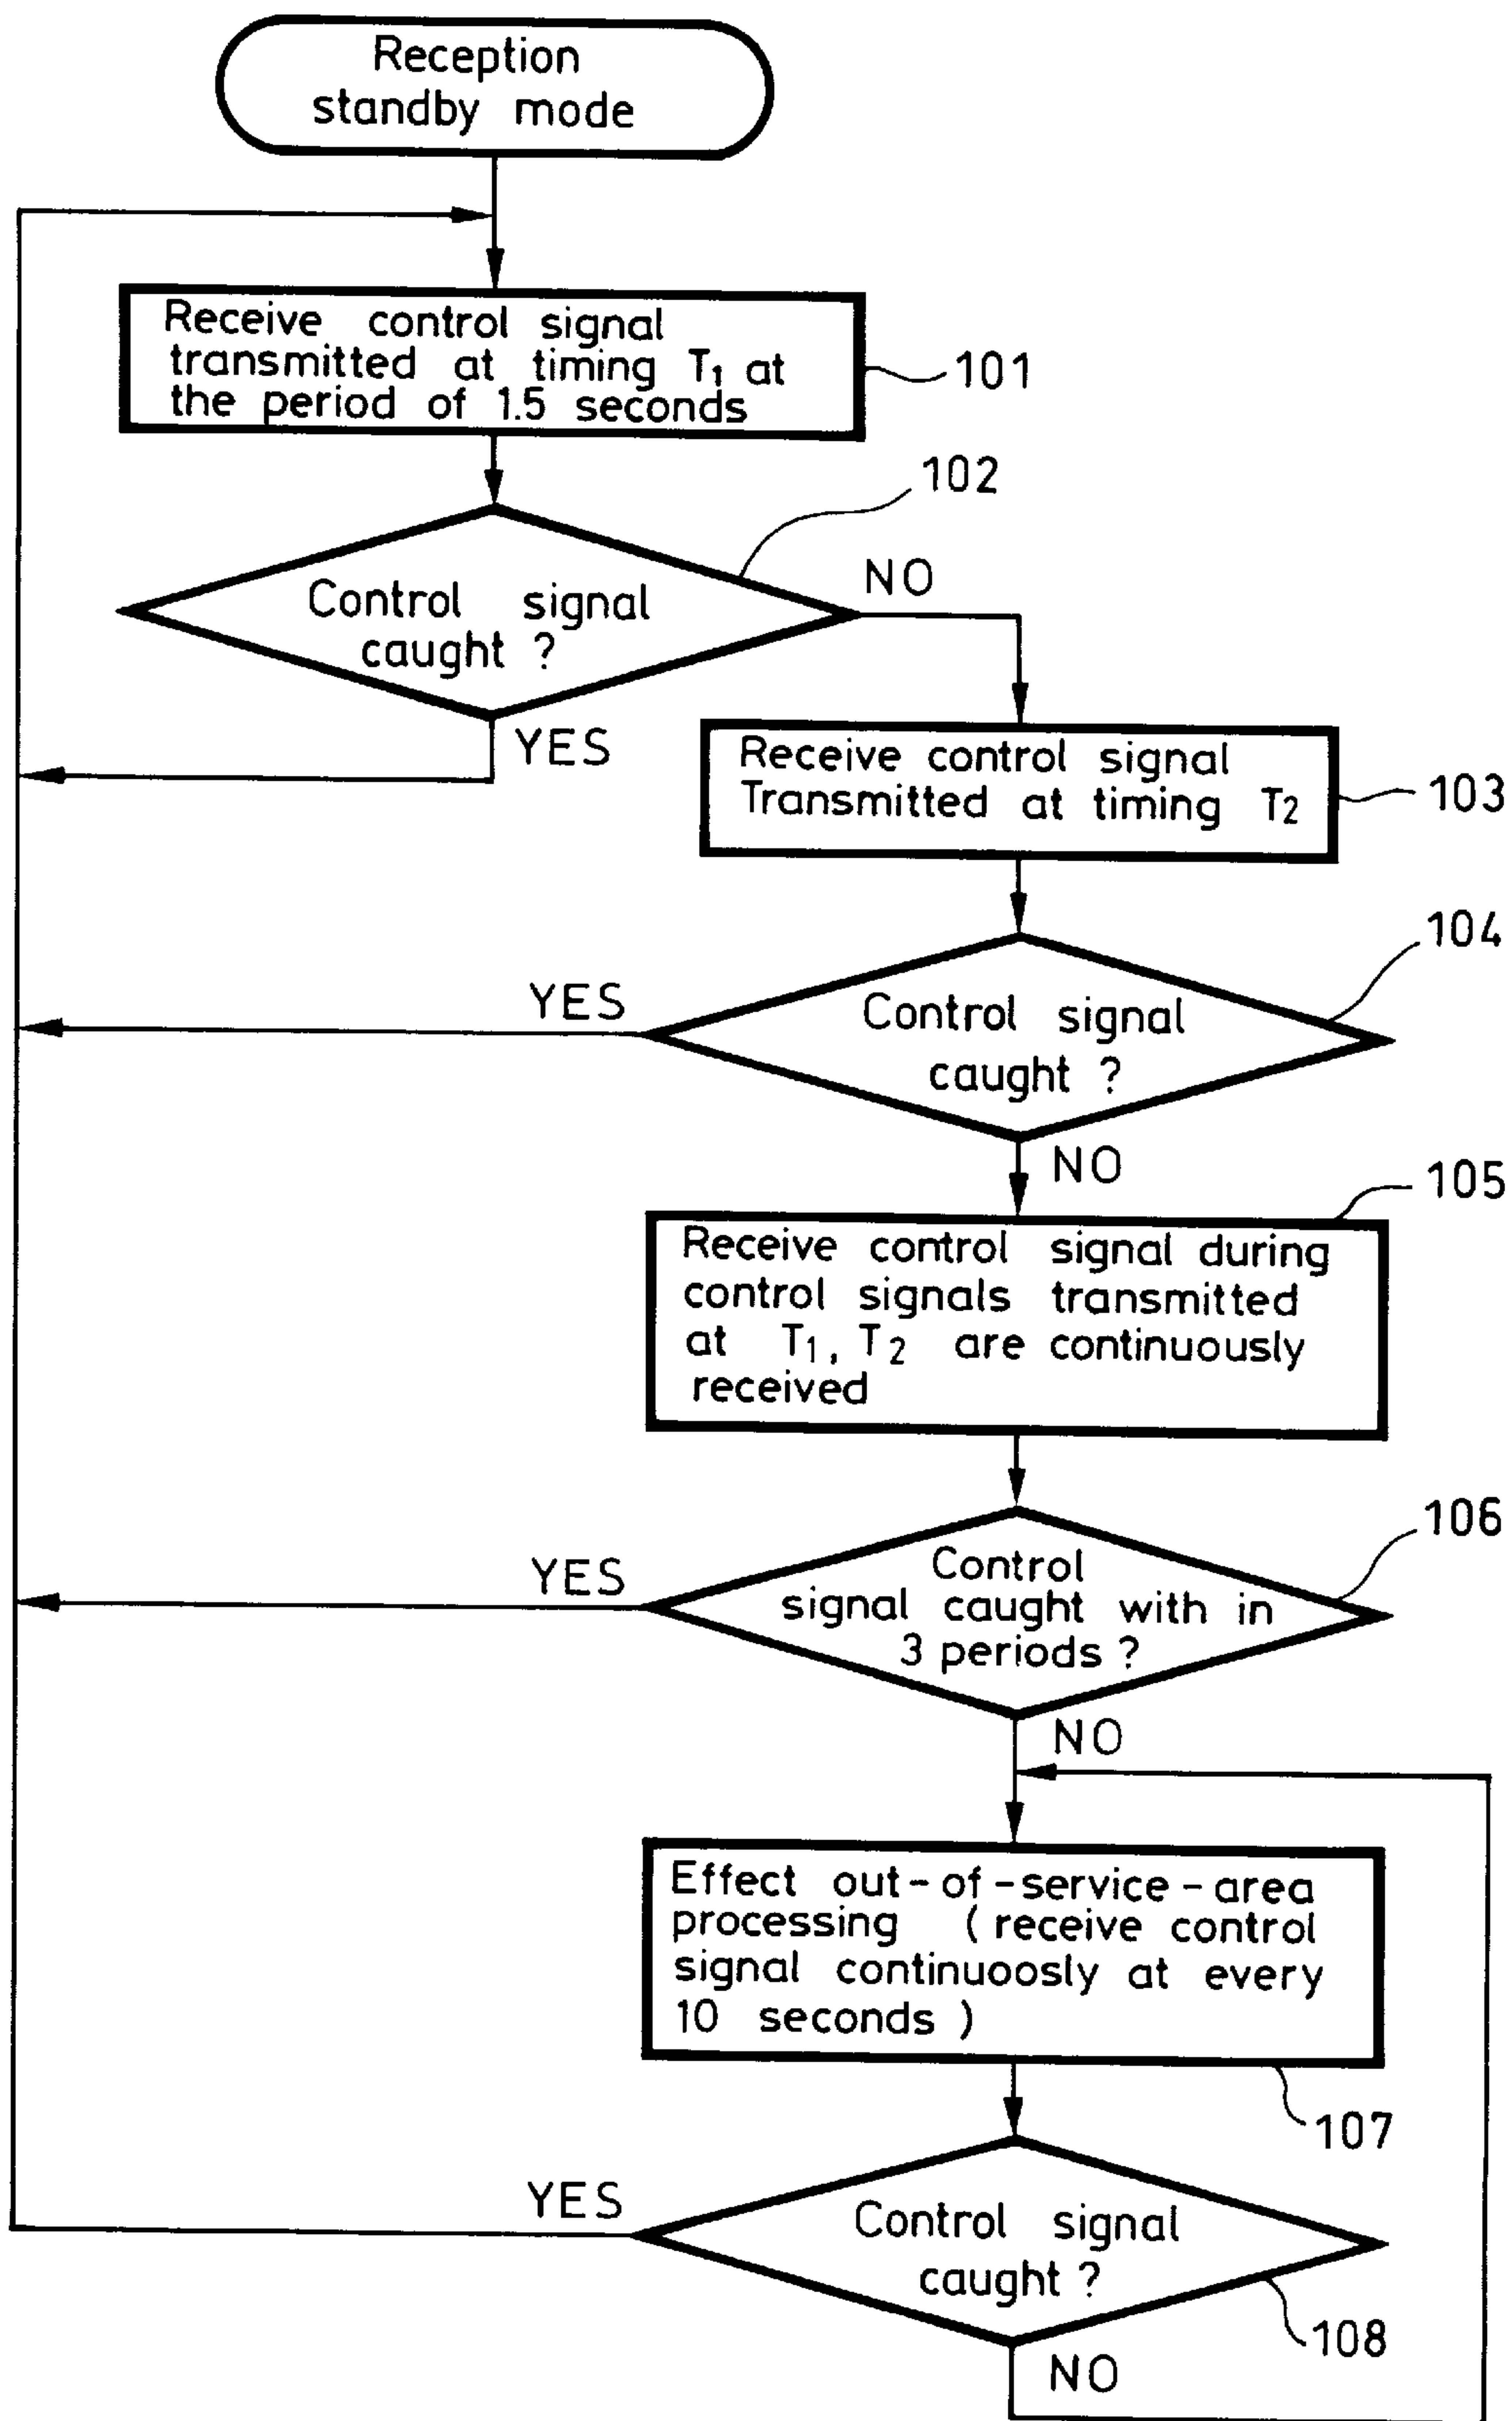 Reception
standby mode
Receive control signal
transmitted at timing T1 at
the period of 1.5 seconds
101
102
Control signal
caught ?
NO
YES
Receive control signal
Transmitted at timing T2
103
104
YES
Control signal
caught ?
NO
105
Receive control signal during
control signals transmitted
at T1, T2 are continuously
received
106
YES
Control
signal caught with in
3 periods ?
NO
Effect out-of-service-area
processing (receive control
signal continuoosly at every
10 seconds)
107
YES
Control signal
caught ?
108
NO